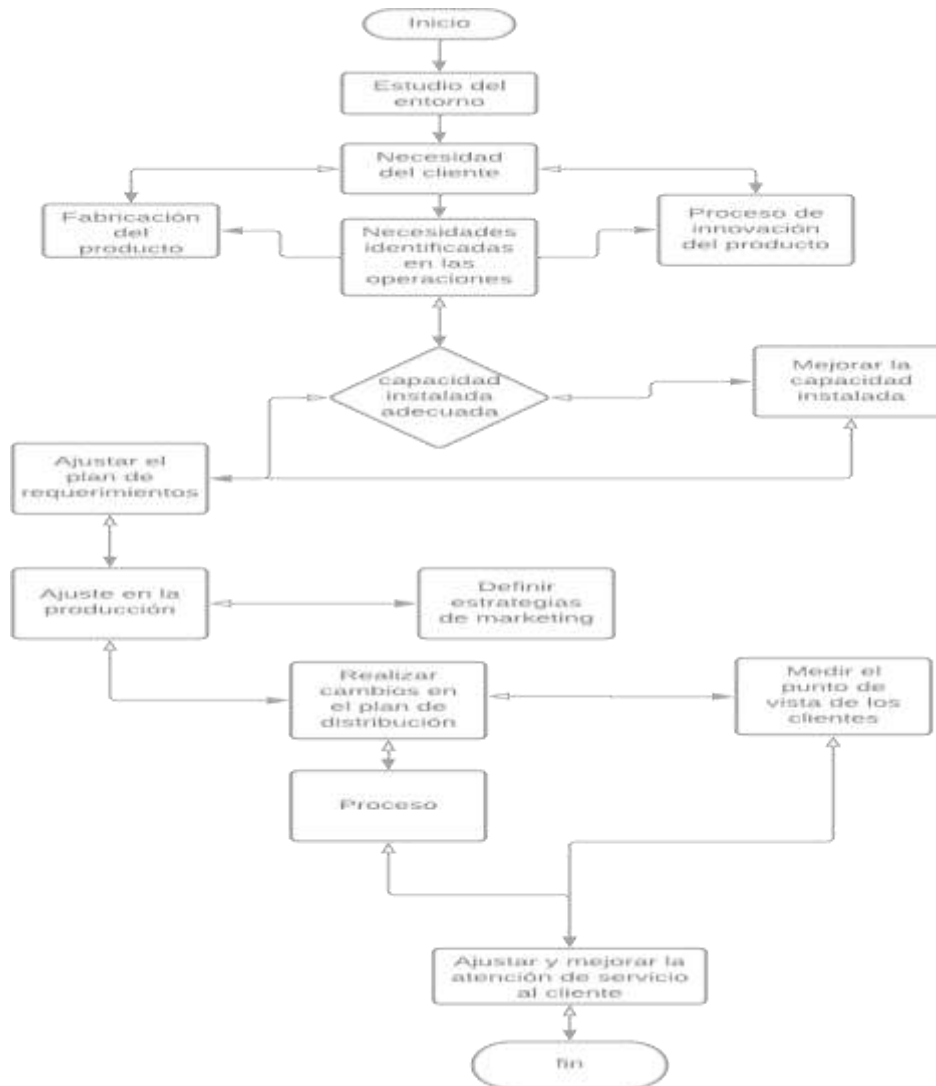 Inicio
Estudio del
entorno
Necesidad
del cliente
Fabricación
del
producto
Necesidades
identificadas
en las
operaciones
Proceso de
innovación
del producto
capacidad
instalada
adecuada
Mejorar la
capacidad
instalada
Ajustar el
plan de
requerimientos
Ajuste en la
producción
Definir
estrategias
de marketing
Realizar
cambios en
el plan de
distribución
Medir el
punto de
vista de los
clientes
Proceso
Ajustar y mejorar la
atención de servicio
al cliente
fin